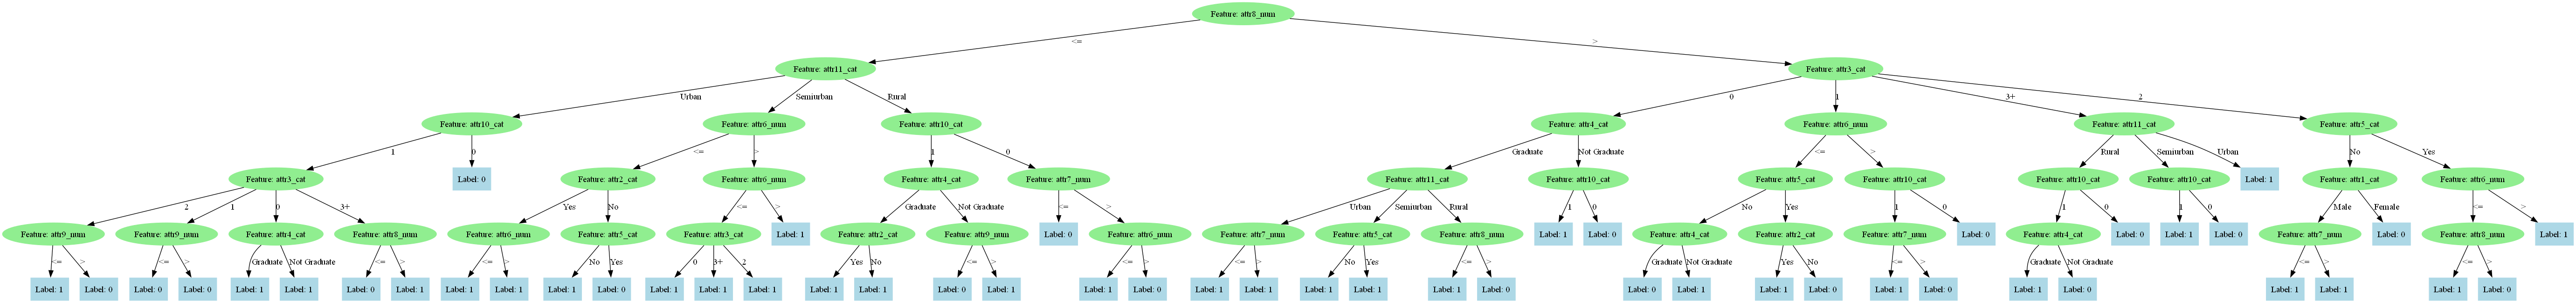 Feature: attr8_num
<= >
Feature: attr11_cat Feature: attr3_cat
Urban Semiurban Rural 0 1 3+ 2
Feature: attr10_cat Feature: attr6_num Feature: attr10_cat Feature: attr4_cat Feature: attr6_num Feature: attr11_cat Feature: attr5_cat
1 0 <= > 1 0 Graduate Not Graduate <= > Rural Semiurban Urban No Yes
Feature: attr3_cat Label: 0 Feature: attr2_cat Feature: attr6_num Feature: attr4_cat Feature: attr7_num Feature: attr11_cat Feature: attr10_cat Feature: attr5_cat Feature: attr10_cat Feature: attr10_cat Feature: attr10_cat Label: 1 Feature: attr1_cat Feature: attr6_num
2 1 0 3+ Yes No <= > Graduate Not Graduate <= > Urban Semiurban Rural 1 0 No Yes 1 0 1 0 1 0 Male Female <= >
Feature: attr9_num Feature: attr9_num Feature: attr4_cat Feature: attr8_num Feature: attr6_num Feature: attr5_cat Feature: attr3_cat Label: 1 Feature: attr2_cat Feature: attr9_num Label: 0 Feature: attr6_num Feature: attr7_num Feature: attr5_cat Feature: attr8_num Label: 1 Label: 0 Feature: attr4_cat Feature: attr2_cat Feature: attr7_num Label: 0 Feature: attr4_cat Label: 0 Label: 1 Label: 0 Feature: attr7_num Label: 0 Feature: attr8_num Label: 1
<= > <= > Graduate Not Graduate <= > <= > No Yes 0 3+ 2 Yes No <= > <= > <= > No Yes <= > Graduate Not Graduate Yes No <= > Graduate Not Graduate <= > <= >
Label: 1 Label: 0 Label: 0 Label: 0 Label: 1 Label: 1 Label: 0 Label: 1 Label: 1 Label: 1 Label: 1 Label: 0 Label: 1 Label: 1 Label: 1 Label: 1 Label: 1 Label: 0 Label: 1 Label: 1 Label: 0 Label: 1 Label: 1 Label: 1 Label: 1 Label: 1 Label: 0 Label: 0 Label: 1 Label: 1 Label: 0 Label: 1 Label: 0 Label: 1 Label: 0 Label: 1 Label: 1 Label: 1 Label: 0